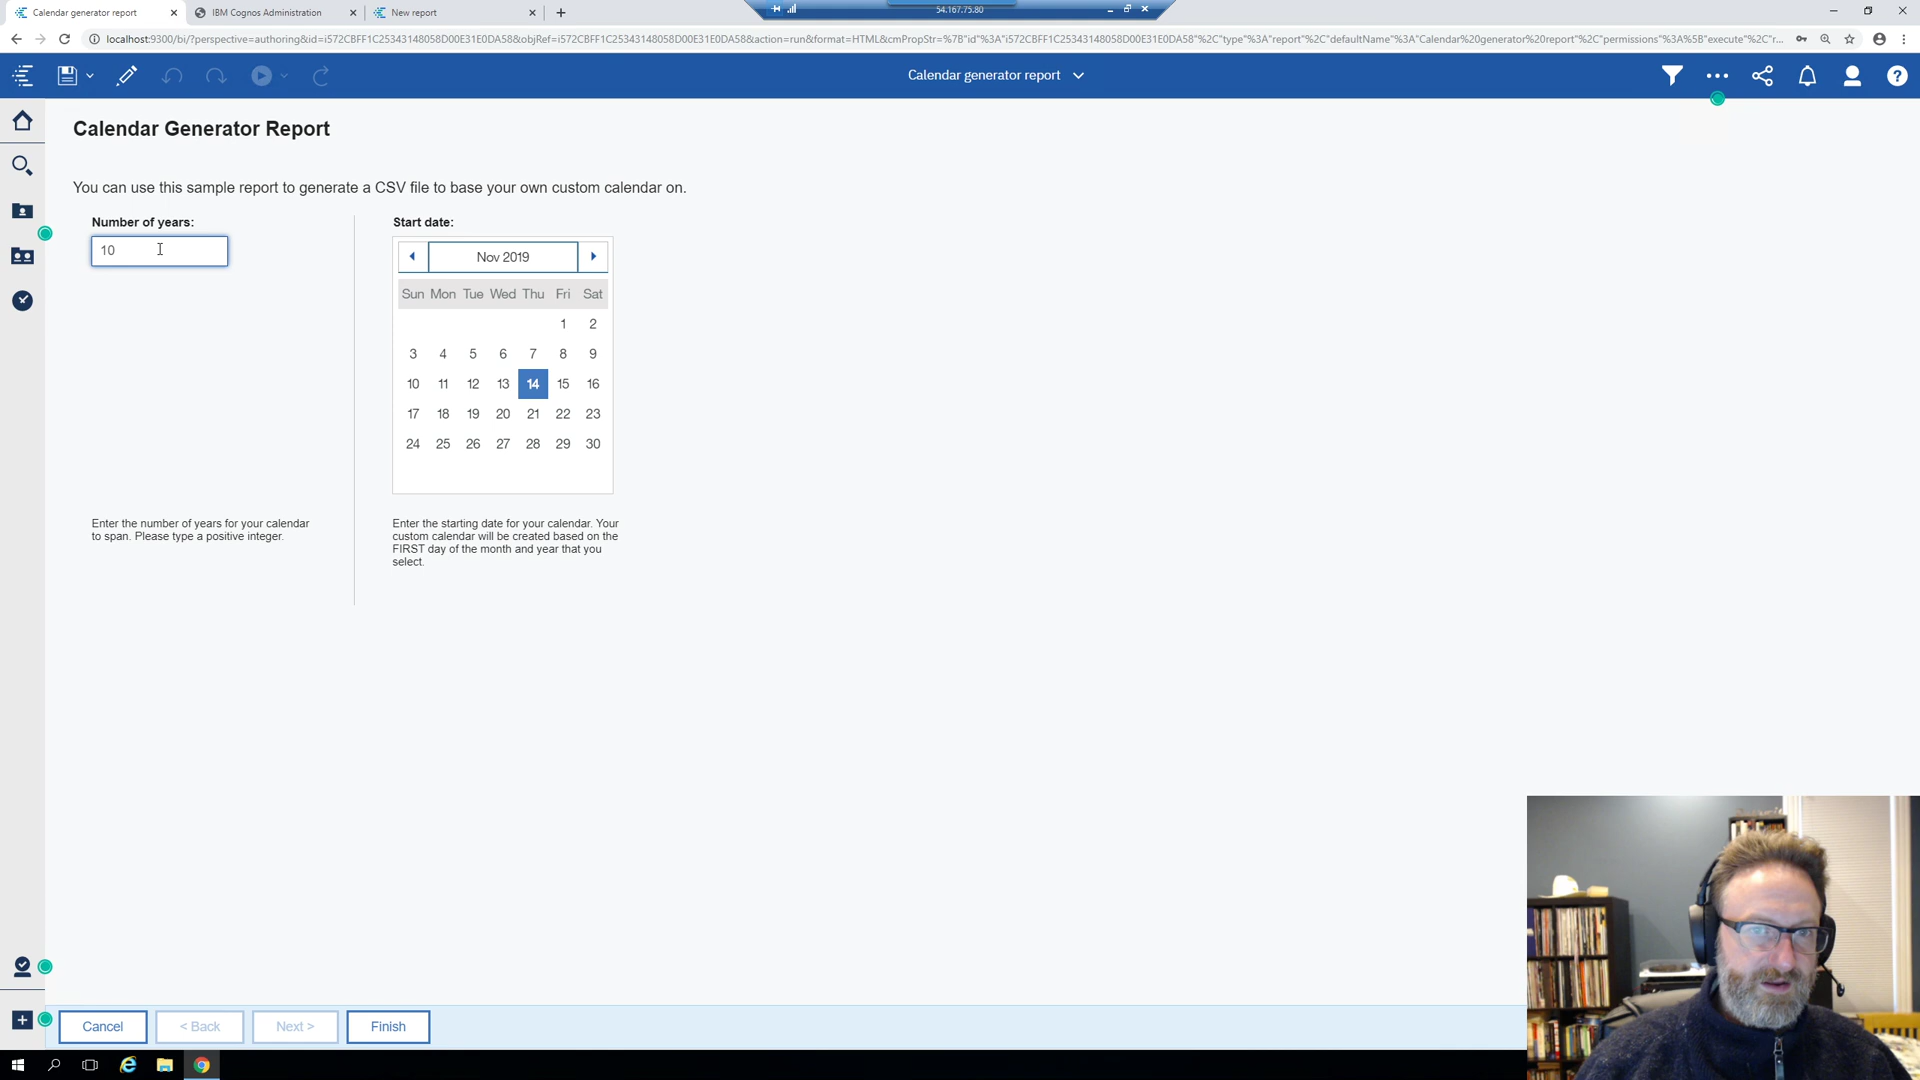 Calendar generator report
IBM Cognos Administration
New report
54.167.75.80
localhost:9300/bi/?perspective=authoring&id=i572CBFF1C25343148058D00E31E0DA58&objRef=i572CBFF1C25343148058D00E31E0DA58&action=run&format=HTML&cmPropStr=%7B"id"%3A"i572CBFF1C25343148058D00E31E0DA58"%2C"type"%3A"report"%2C"defaultName"%3A"Calendar%20generator%20report"%2C"permissions"%3A%5B"execute"%2C"r...
Calendar generator report
Calendar Generator Report
You can use this sample report to generate a CSV file to base your own custom calendar on.
Number of years:
10
Enter the number of years for your calendar
to span. Please type a positive integer.
Start date:
Nov 2019
Sun Mon Tue Wed Thu Fri Sat
1 2
3 4 5 6 7 8 9
10 11 12 13 14 15 16
17 18 19 20 21 22 23
24 25 26 27 28 29 30
Enter the starting date for your calendar. Your
custom calendar will be created based on the
FIRST day of the month and year that you
select.
Cancel
< Back
Next >
Finish